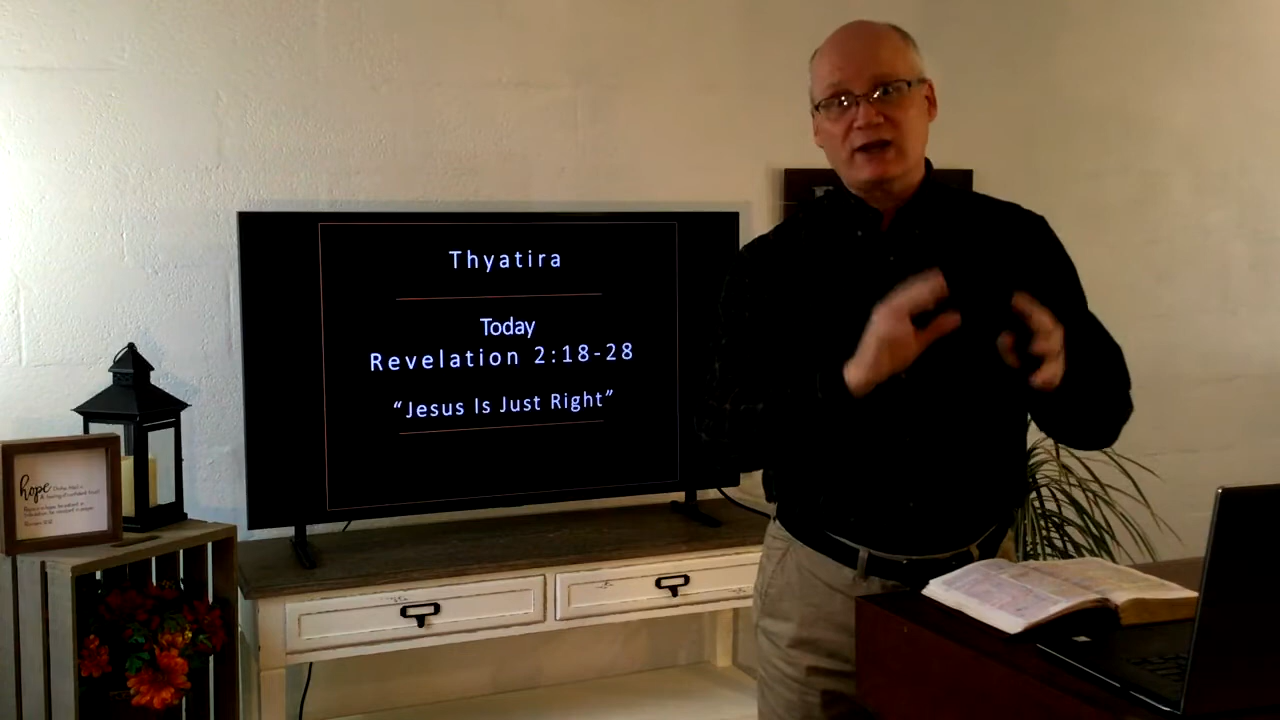 Thyatira
Today
Revelation 2:18-28
“Jesus Is Just Right”
hope